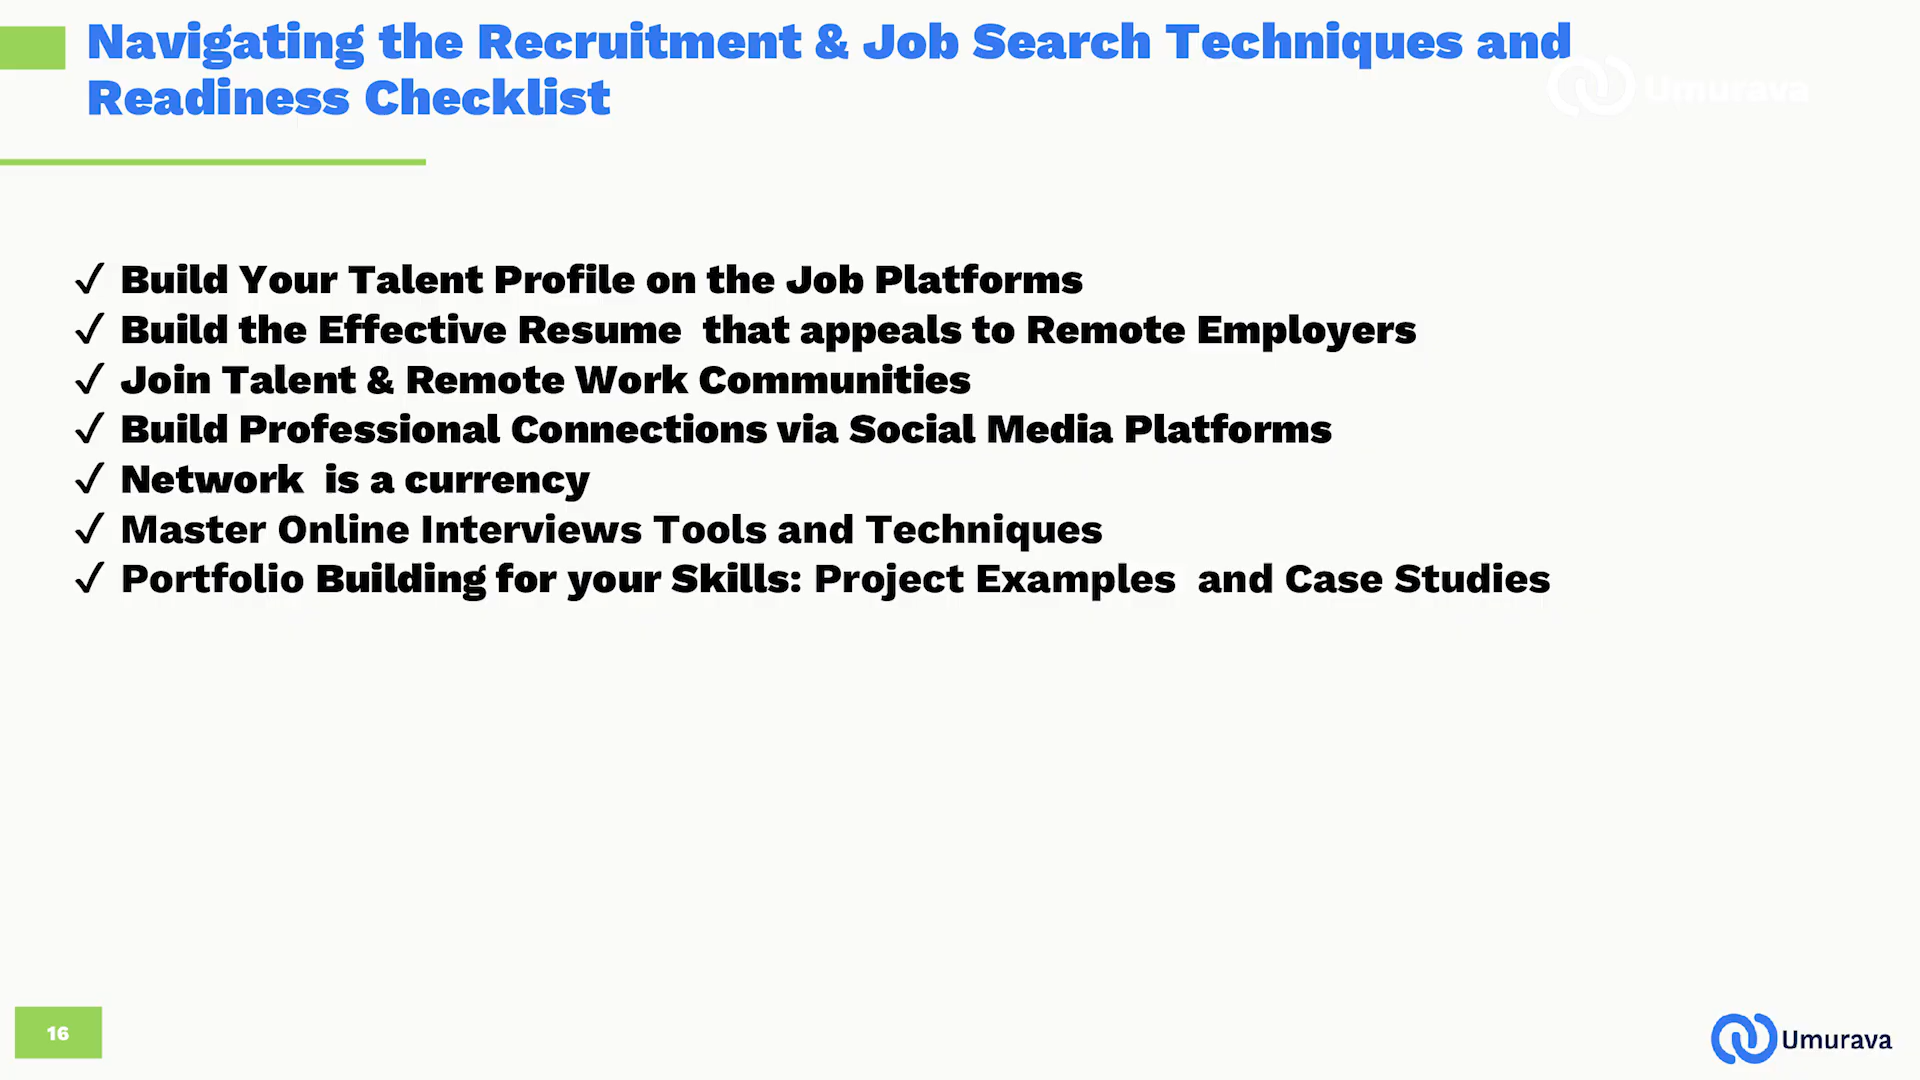 Navigating the Recruitment & Job Search Techniques and
Readiness Checklist
Umurava
✓ Build Your Talent Profile on the Job Platforms
✓ Build the Effective Resume  that appeals to Remote Employers
✓ Join Talent & Remote Work Communities
✓ Build Professional Connections via Social Media Platforms
✓ Network  is a currency
✓ Master Online Interviews Tools and Techniques
✓ Portfolio Building for your Skills: Project Examples  and Case Studies
16
Umurava